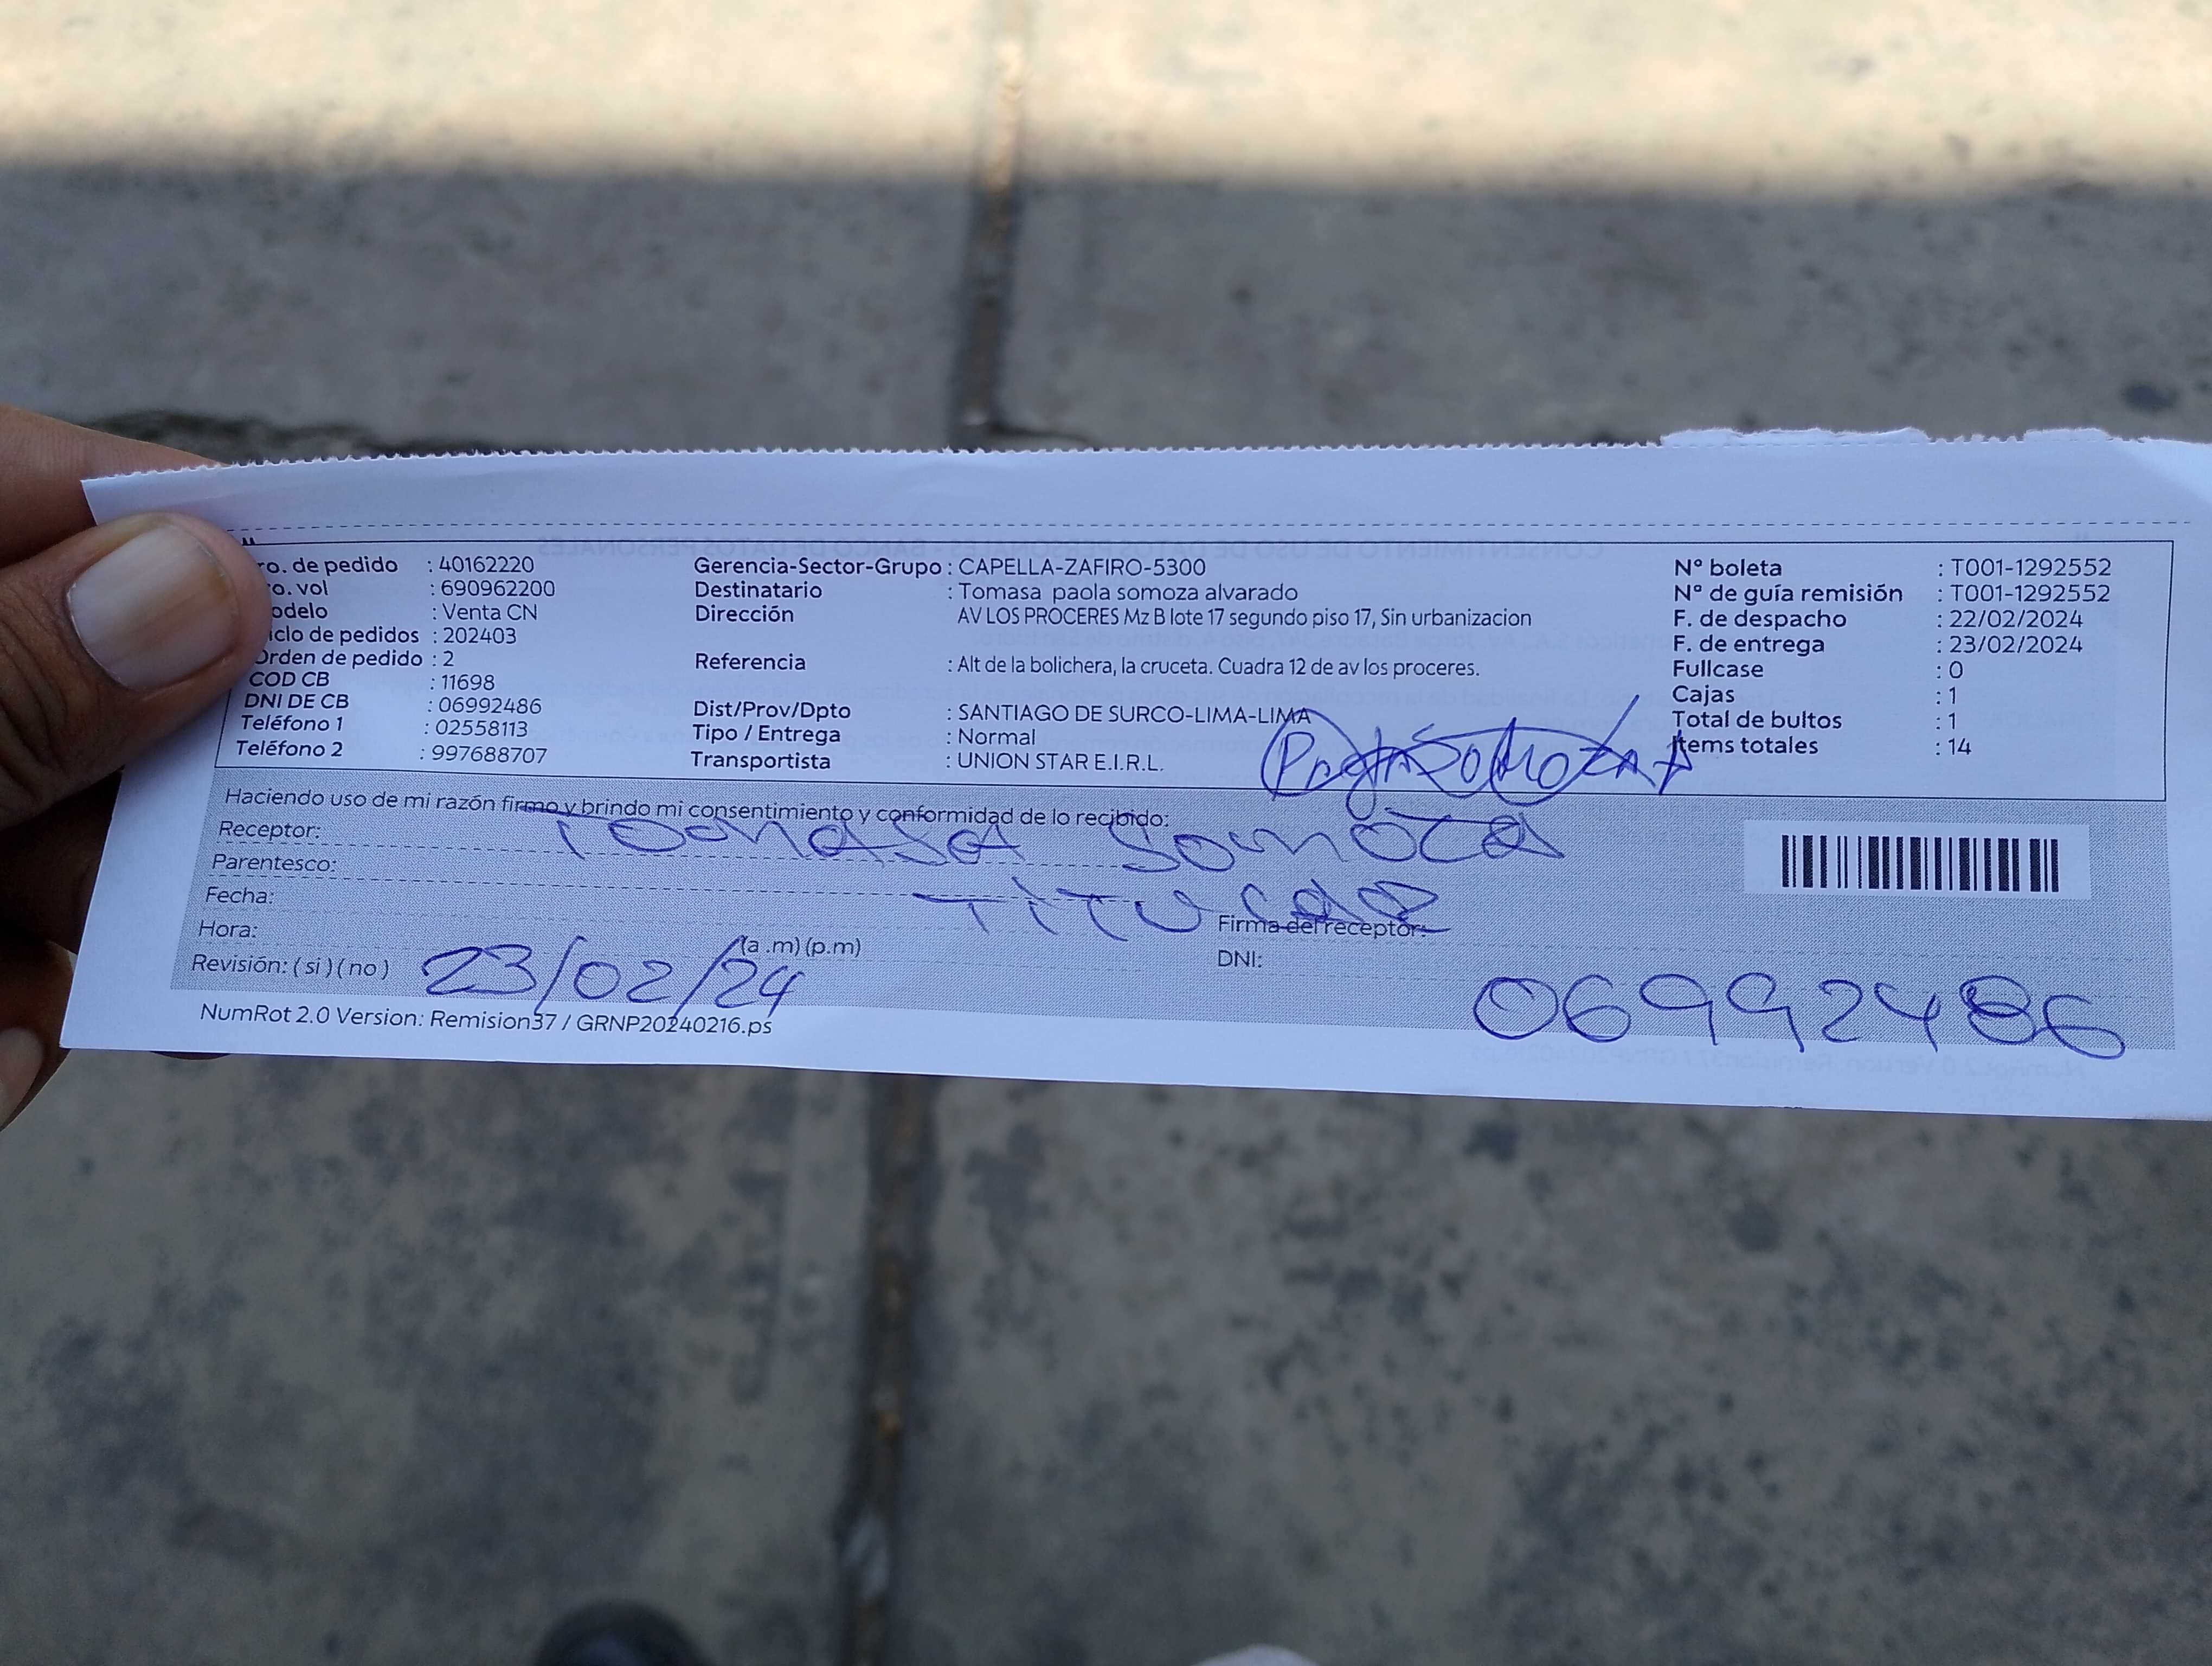 ro. de pedido : 40162220
o. vol : 690962200
odelo : Venta CN
iclo de pedidos : 202403
Orden de pedido : 2
COD CB : 11698
DNI DE CB : 06992486
Teléfono 1 : 02558113
Teléfono 2 : 997688707
Gerencia-Sector-Grupo : CAPELLA-ZAFIRO-5300
Destinatario : Tomasa paola somoza alvarado
Dirección AV LOS PROCERES Mz B lote 17 segundo piso 17, Sin urbanizacion
Referencia : Alt de la bolichera, la cruceta. Cuadra 12 de av los proceres.
Dist/Prov/Dpto : SANTIAGO DE SURCO-LIMA-LIMA
Tipo / Entrega : Normal
Transportista : UNION STAR E.I.R.L.
N° boleta : T001-1292552
N° de guía remisión : T001-1292552
F. de despacho : 22/02/2024
F. de entrega : 23/02/2024
Fullcase : 0
Cajas : 1
Total de bultos : 1
Items totales : 14
Haciendo uso de mi razón firmo y brindo mi consentimiento y conformidad de lo recibido:
Receptor: Tomasa Somoza
Parentesco: Titular
Fecha:
Firma del receptor:
Hora: (a .m) (p.m)
DNI: 06992486
Revisión: ( si ) ( no ) 23/02/24
NumRot 2.0 Version: Remision37 / GRNP20240216.ps